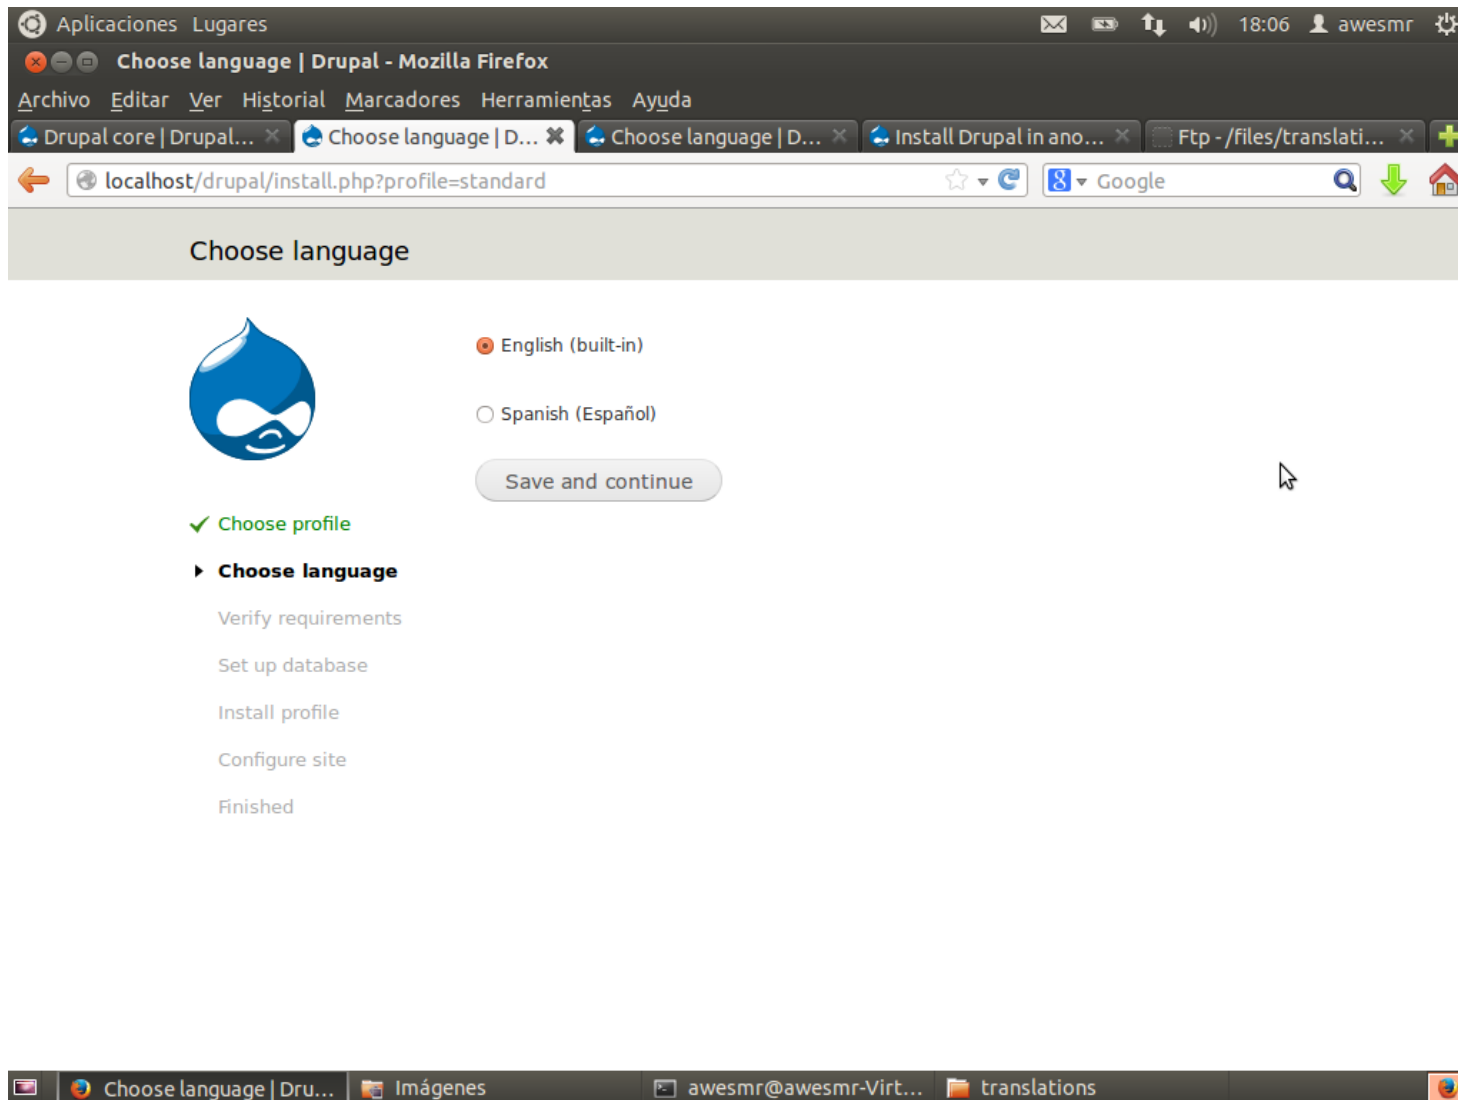 Aplicaciones Lugares 18:06 awesmr
Choose language | Drupal - Mozilla Firefox
Archivo Editar Ver Historial Marcadores Herramientas Ayuda
Drupal core | Drupal... Choose language | D... Choose language | D... Install Drupal in ano... Ftp - /files/translati...
localhost/drupal/install.php?profile=standard 8 Google
Choose language
English (built-in)
Spanish (Español)
Save and continue
Choose profile
Choose language
Verify requirements
Set up database
Install profile
Configure site
Finished
Choose language | Dru... Imágenes awesmr@awesmr-Virt... translations